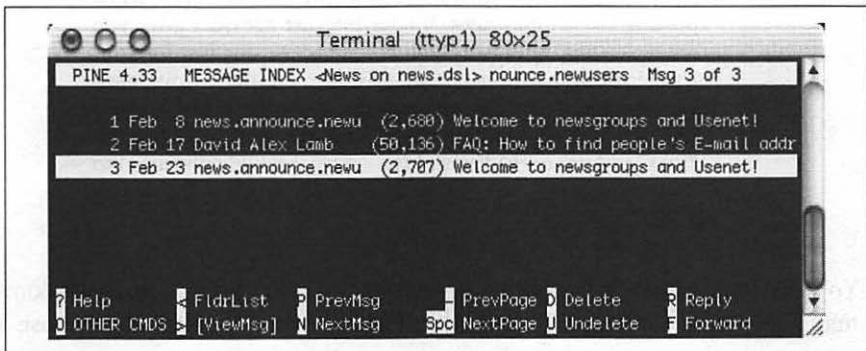 Terminal (ttyp1) 80x25
PINE 4.33 MESSAGE INDEX <News on news.dsl> nounce.newusers Msg 3 of 3
1 Feb 8 news.announce.newu (2,680) Welcome to newsgroups and Usenet!
2 Feb 17 David Alex Lamb (50,136) FAQ: How to find people's E-mail addr
3 Feb 23 news.announce.newu (2,707) Welcome to newsgroups and Usenet!
? Help < FldrList P PrevMsg - PrevPage D Delete R Reply
O OTHER CMDS > [ViewMsg] N NextMsg Spc NextPage U Undelete F Forward